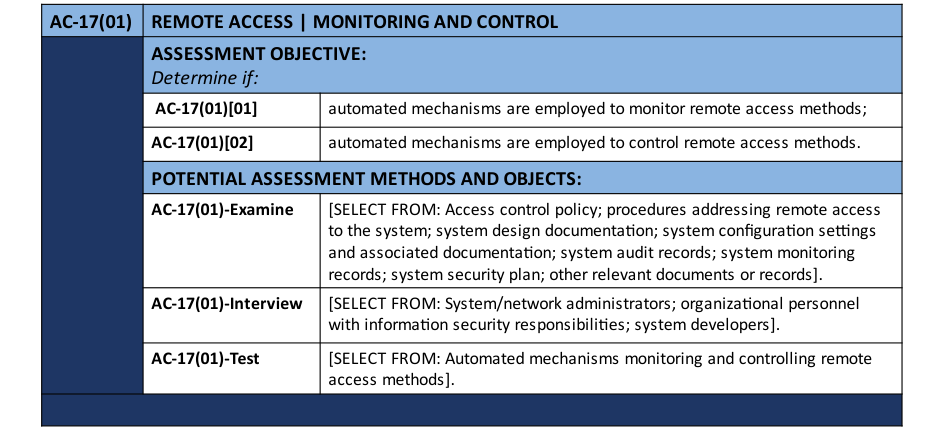 AC-17(01) REMOTE ACCESS | MONITORING AND CONTROL
ASSESSMENT OBJECTIVE:
Determine if:
AC-17(01)[01] automated mechanisms are employed to monitor remote access methods;
AC-17(01)[02] automated mechanisms are employed to control remote access methods.
POTENTIAL ASSESSMENT METHODS AND OBJECTS:
AC-17(01)-Examine [SELECT FROM: Access control policy; procedures addressing remote access
to the system; system design documentation; system configuration settings
and associated documentation; system audit records; system monitoring
records; system security plan; other relevant documents or records].
AC-17(01)-Interview [SELECT FROM: System/network administrators; organizational personnel
with information security responsibilities; system developers].
AC-17(01)-Test [SELECT FROM: Automated mechanisms monitoring and controlling remote
access methods].